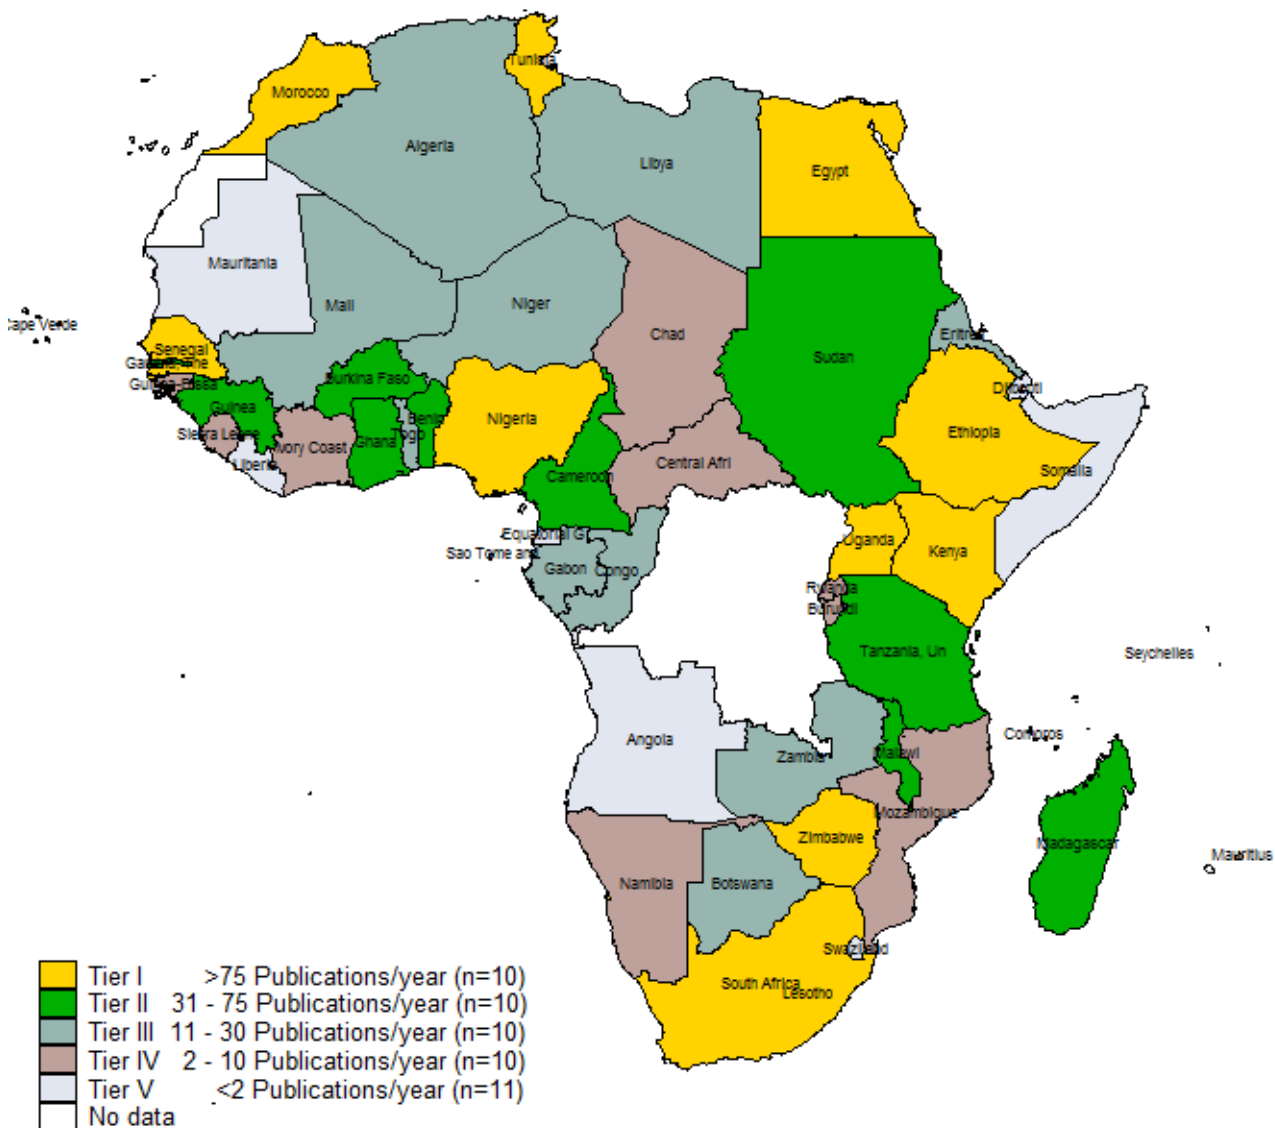 Tunisia
Morocco
Algeria
Libya
Egypt
Mauritania
Mali
Niger
Cape Verde
Chad
Eritrea
Senegal
Sudan
Burkina Faso
Djibouti
Guinea
Benin
Nigeria
Sierra Leone
Ivory Coast
Ghana
Togo
Ethiopia
Liberia
Central Afri
Somalia
Cameroon
Equatorial G
Uganda
Kenya
Sao Tome and
Gabon
Congo
Rwanda
Burundi
Tanzania, Un
Seychelles
Angola
Comoros
Zambia
Malawi
Mozambique
Zimbabwe
Madagascar
Mauritius
Namibia
Botswana
Swaziland
South Africa
Lesotho
Tier I >75 Publications/year (n=10)
Tier II 31 - 75 Publications/year (n=10)
Tier III 11 - 30 Publications/year (n=10)
Tier IV 2 - 10 Publications/year (n=10)
Tier V <2 Publications/year (n=11)
No data